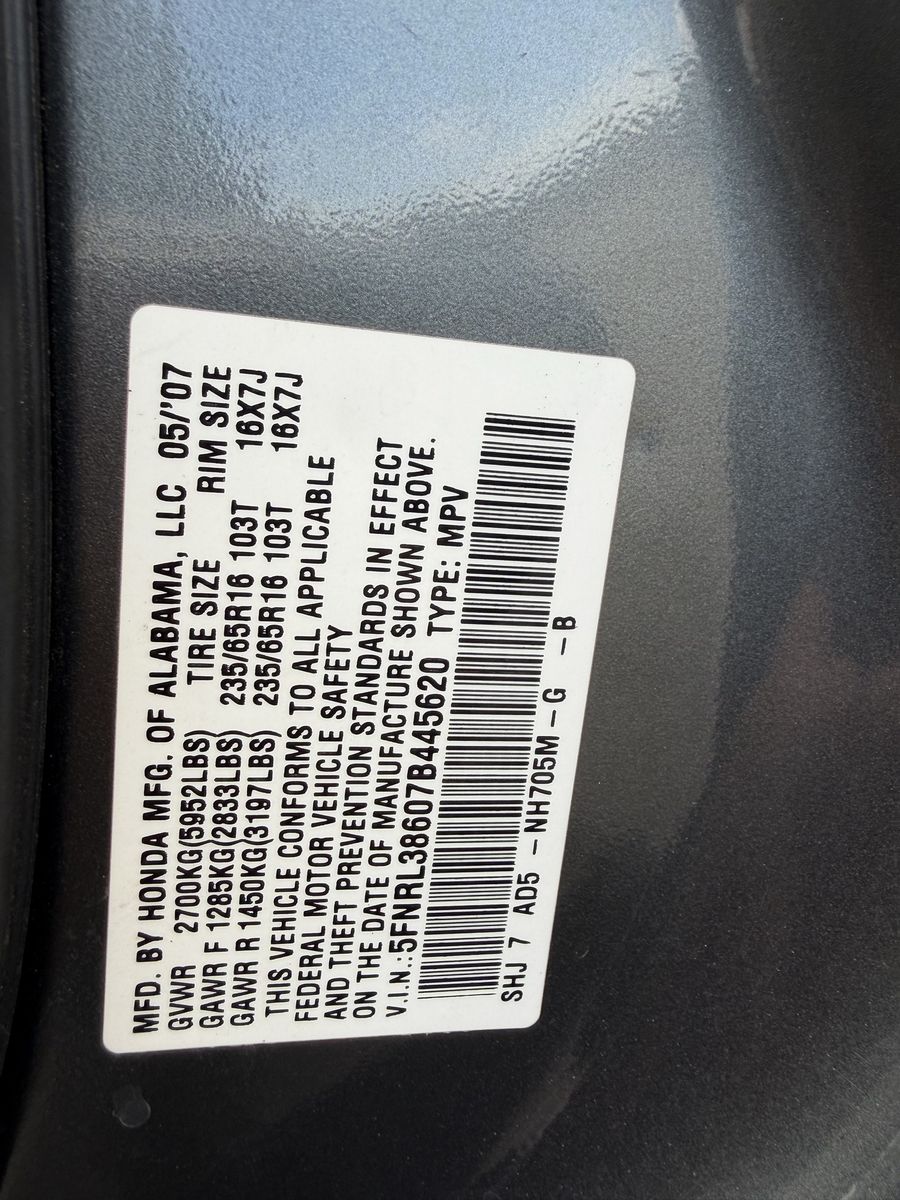 MFD. BY HONDA MFG. OF ALABAMA, LLC 05/'07
GVWR 2700KG(5952LBS) TIRE SIZE RIM SIZE
GAWR F 1285KG(2833LBS) 235/65R16 103T 16X7J
GAWR R 1450KG(3197LBS) 235/65R16 103T 16X7J
THIS VEHICLE CONFORMS TO ALL APPLICABLE
FEDERAL MOTOR VEHICLE SAFETY
AND THEFT PREVENTION STANDARDS IN EFFECT
ON THE DATE OF MANUFACTURE SHOWN ABOVE.
V.I.N.:5FNRL38607B445620 TYPE: MPV
SHJ 7 AD5 -NH705M-G -B